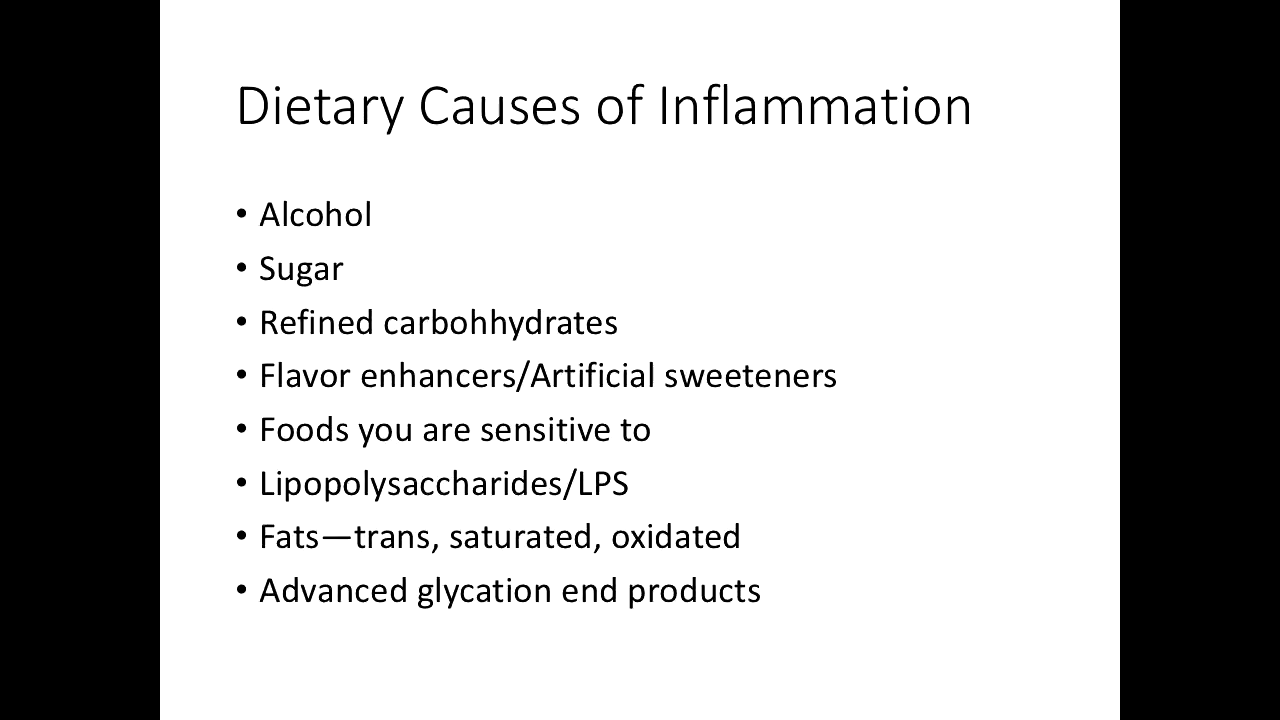 Dietary Causes of Inflammation
• Alcohol
• Sugar
• Refined carbohhydrates
• Flavor enhancers/Artificial sweeteners
• Foods you are sensitive to
• Lipopolysaccharides/LPS
• Fats—trans, saturated, oxidated
• Advanced glycation end products